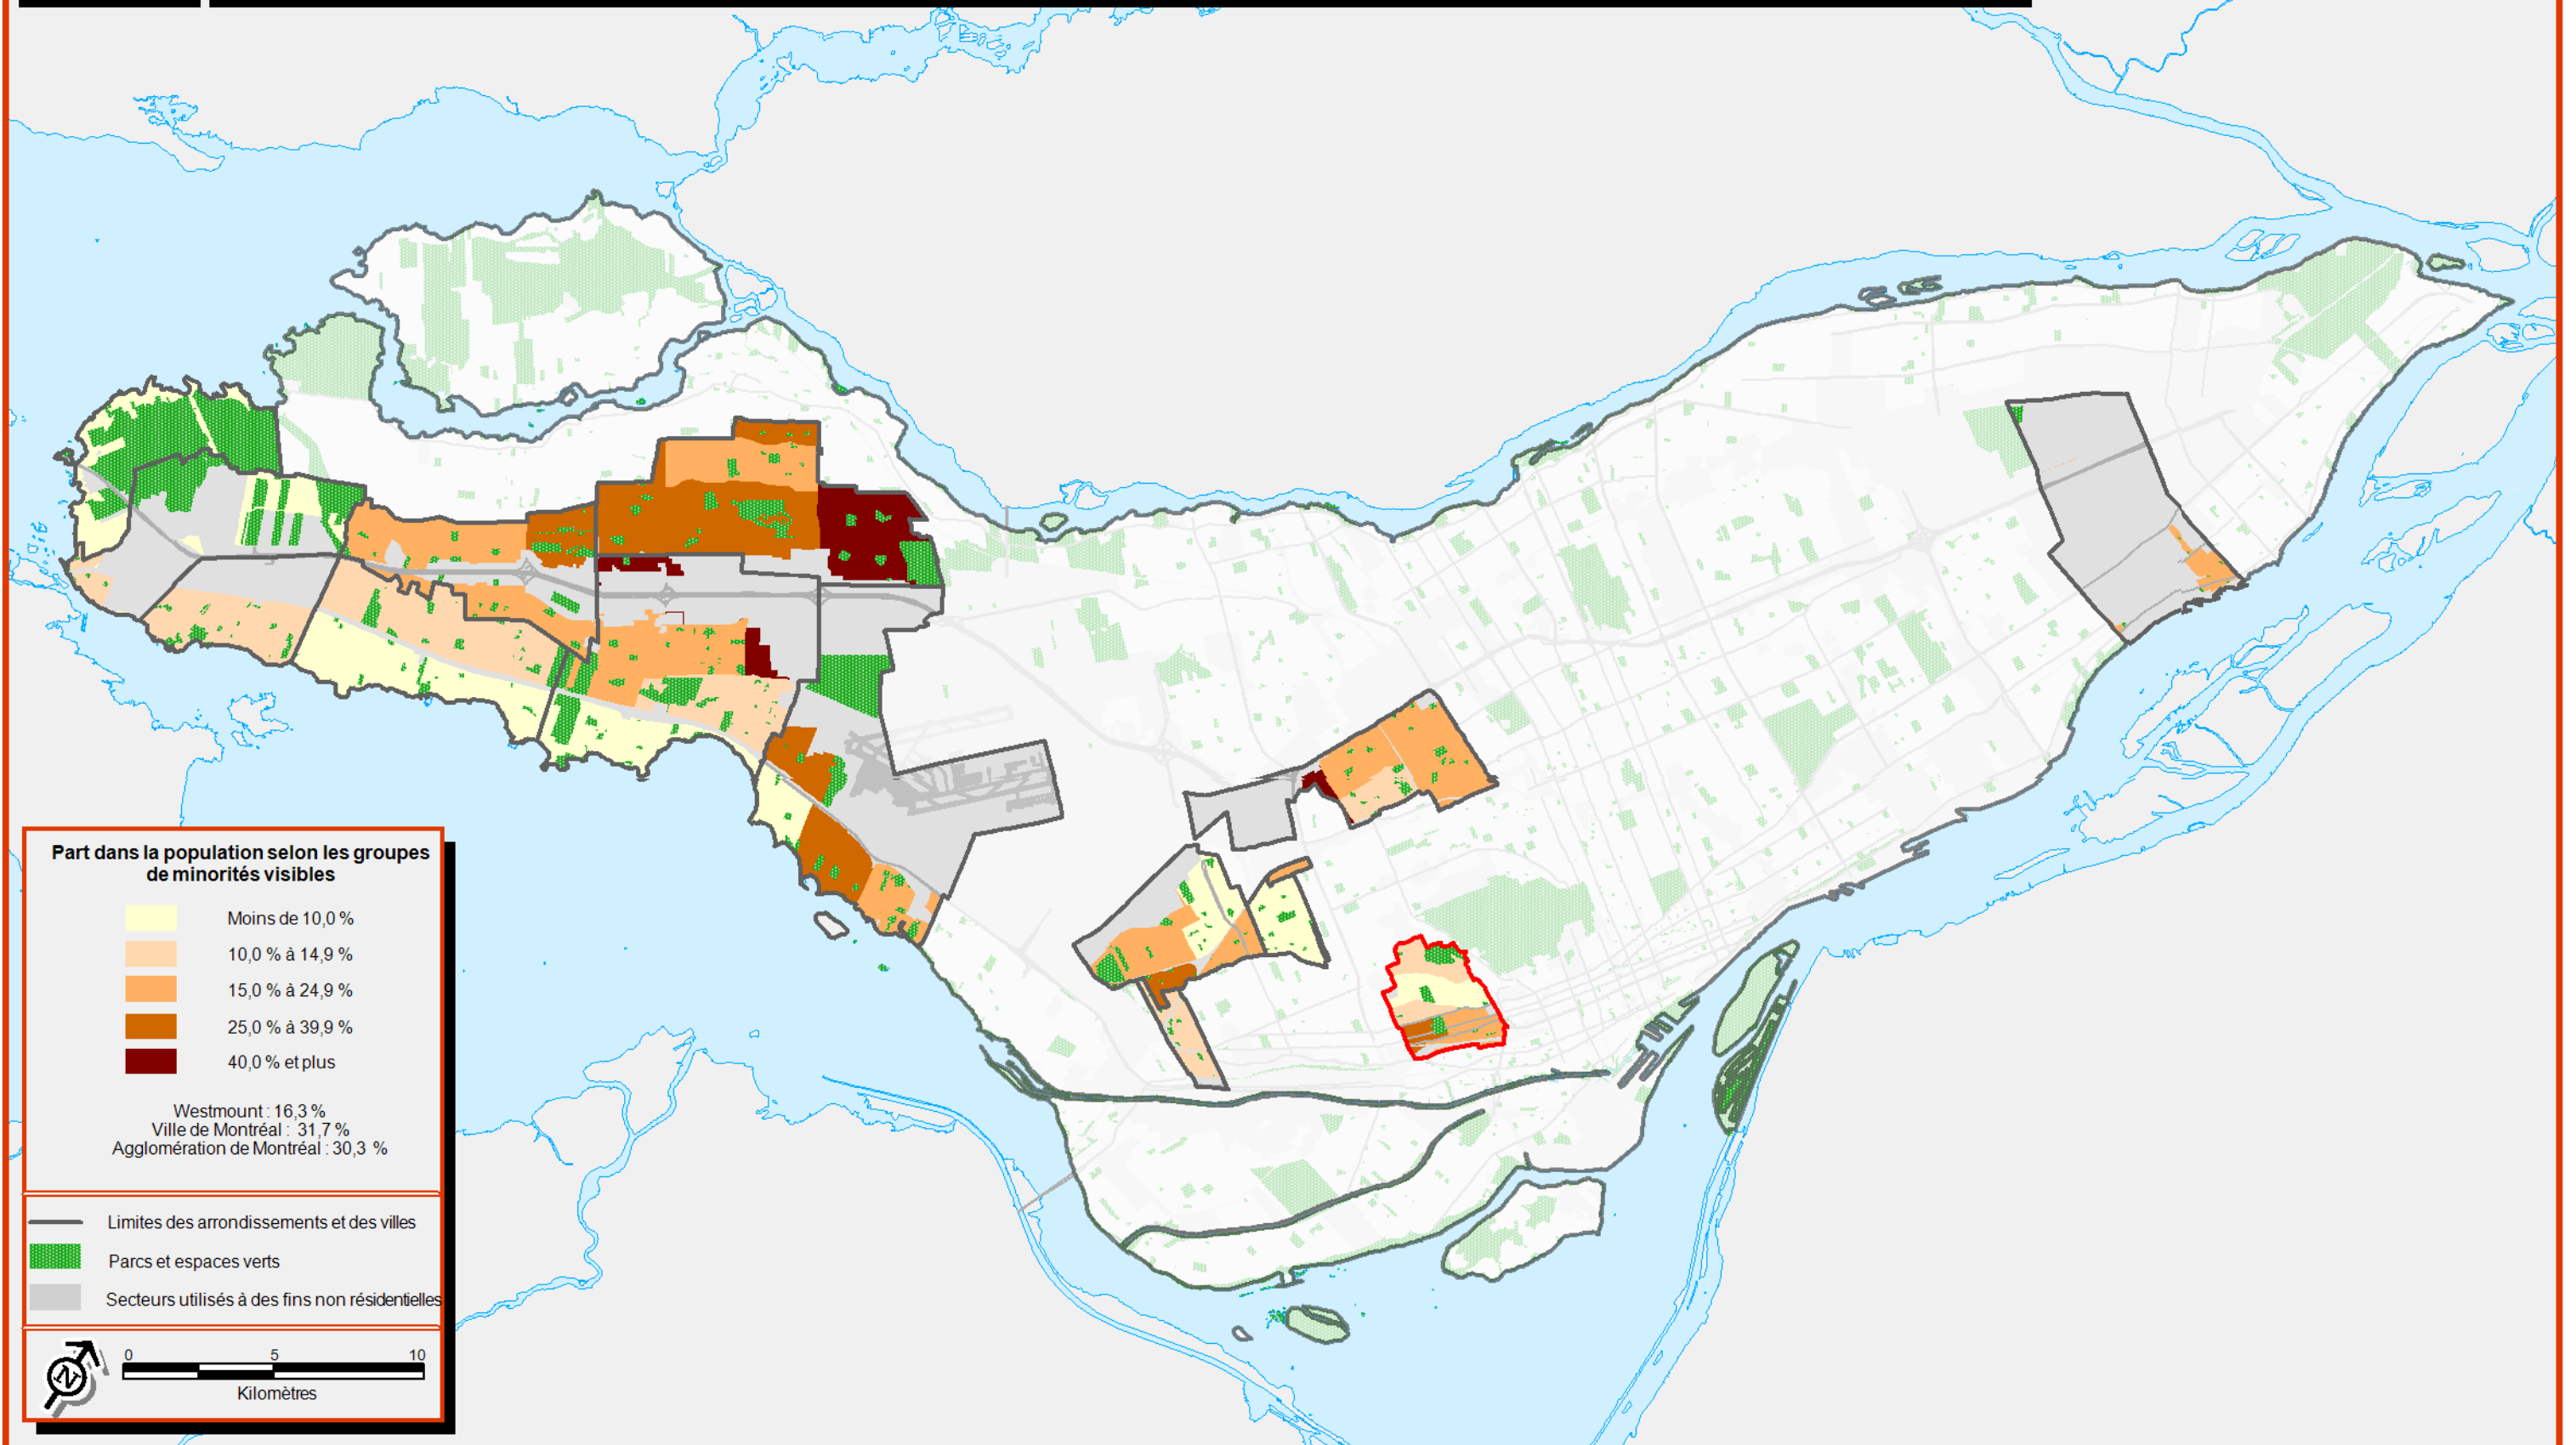 Part dans la population selon les groupes
de minorités visibles
Moins de 10,0 %
10,0 % à 14,9 %
15,0 % à 24,9 %
25,0 % à 39,9 %
40,0 % et plus
Westmount : 16,3 %
Ville de Montréal : 31,7 %
Agglomération de Montréal : 30,3 %
Limites des arrondissements et des villes
Parcs et espaces verts
Secteurs utilisés à des fins non résidentielles
N
0 5 10
Kilomètres